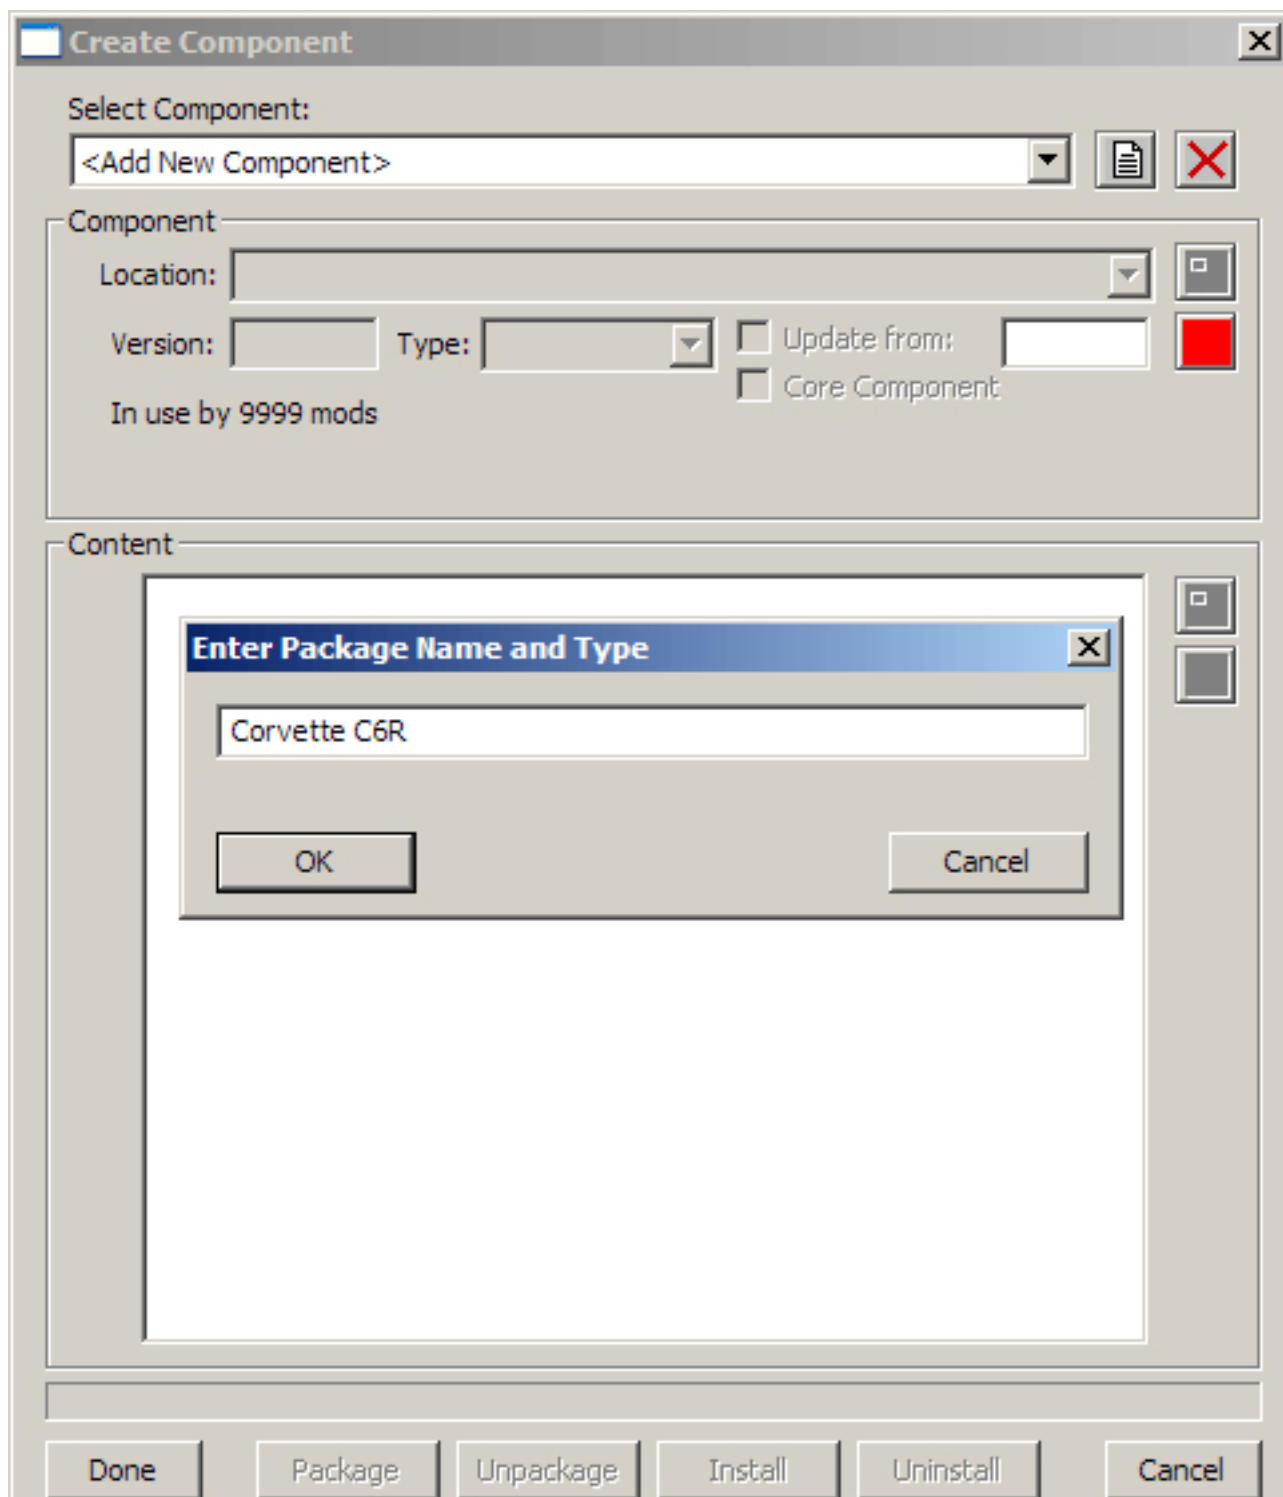 Create Component
Select Component:
<Add New Component>
Component
Location:
Version: Type: Update from:
Core Component
In use by 9999 mods
Content
Enter Package Name and Type
Corvette C6R
OK Cancel
Done Package Unpackage Install Uninstall Cancel